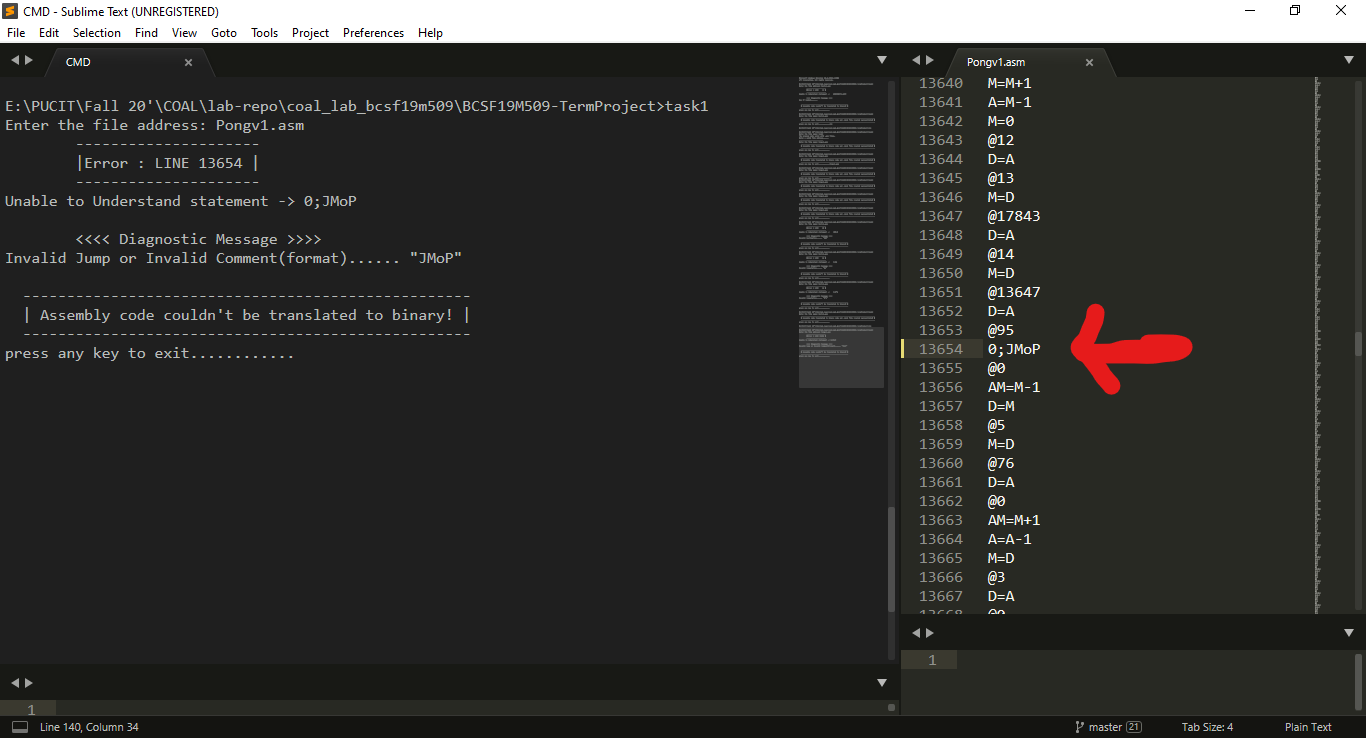 CMD - Sublime Text (UNREGISTERED)
File Edit Selection Find View Goto Tools Project Preferences Help
CMD
E:\PUCIT\Fall 20'\COAL\lab-repo\coal_lab_bcsf19m509\BCSF19M509-TermProject>task1
Enter the file address: Pongv1.asm
---------------------
|Error : LINE 13654 |
---------------------
Unable to Understand statement -> 0;JMoP
<<<< Diagnostic Message >>>>
Invalid Jump or Invalid Comment(format)...... "JMoP"
---------------------------------------------------
| Assembly code couldn't be translated to binary! |
---------------------------------------------------
press any key to exit............
1
Pongv1.asm
13640 M=M+1
13641 A=M-1
13642 M=0
13643 @12
13644 D=A
13645 @13
13646 M=D
13647 @17843
13648 D=A
13649 @14
13650 M=D
13651 @13647
13652 D=A
13653 @95
13654 0;JMoP
13655 @0
13656 AM=M-1
13657 D=M
13658 @5
13659 M=D
13660 @76
13661 D=A
13662 @0
13663 AM=M+1
13664 A=A-1
13665 M=D
13666 @3
13667 D=A
13668 @0
1
Line 140, Column 34 master 21 Tab Size: 4 Plain Text